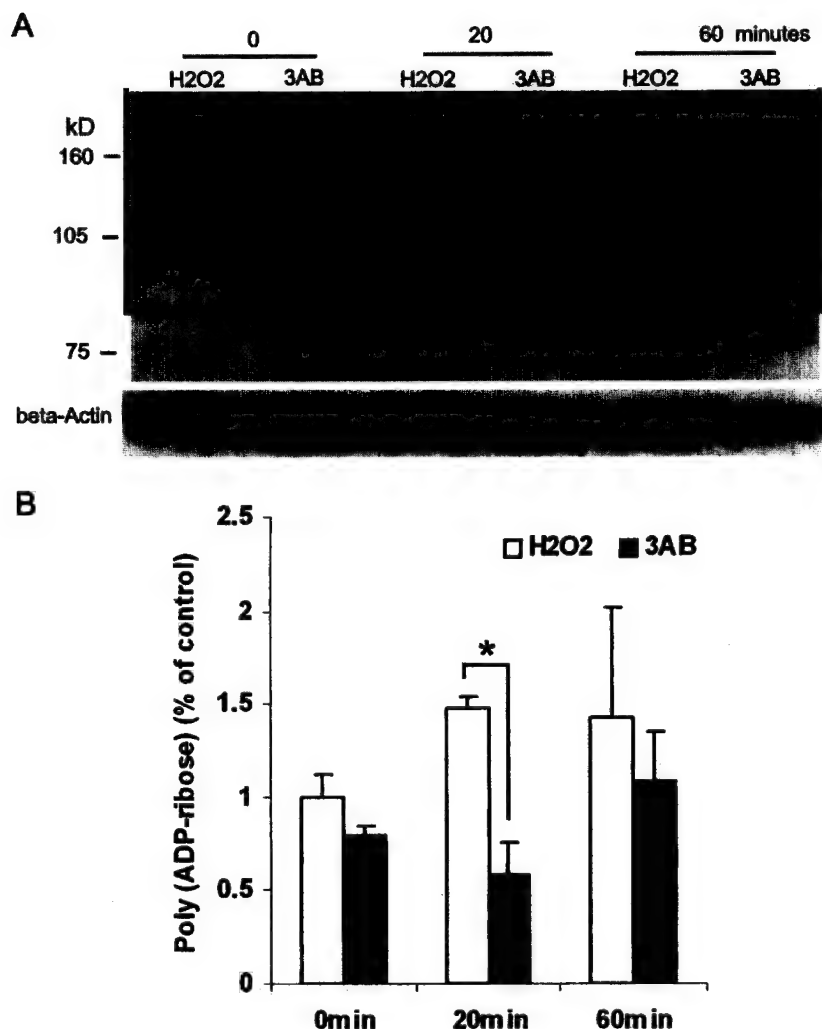 A
0 20 60 minutes
H2O2 3AB H2O2 3AB H2O2 3AB
kD
160
105
75
beta-Actin
B
Poly (ADP-ribose) (% of control)
2.5
H2O2 3AB
2
*
1.5
1
0.5
0
0min 20min 60min